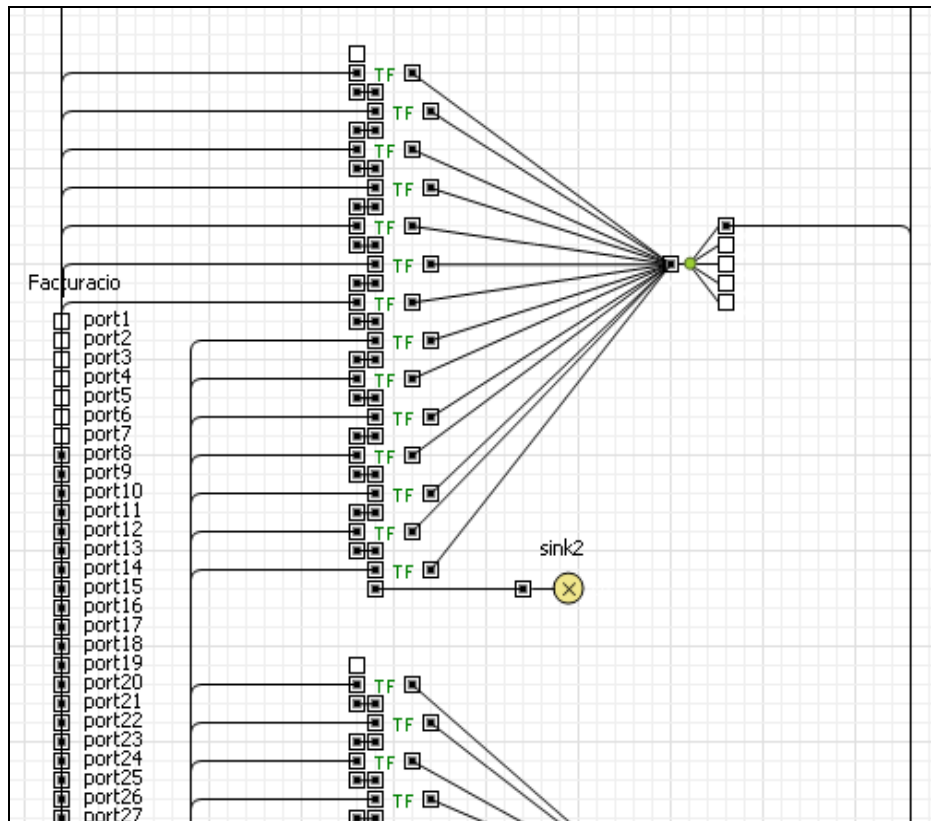 TF
TF
TF
TF
TF
TF
Facturacio
TF
port1
port2
TF
port3
port4
TF
port5
port6
TF
port7
port8
TF
port9
port10
TF
port11
port12
TF
port13
sink2
port14
TF
port15
port16
port17
port18
port19
port20
TF
port21
port22
TF
port23
port24
TF
port25
port26
TF
port27